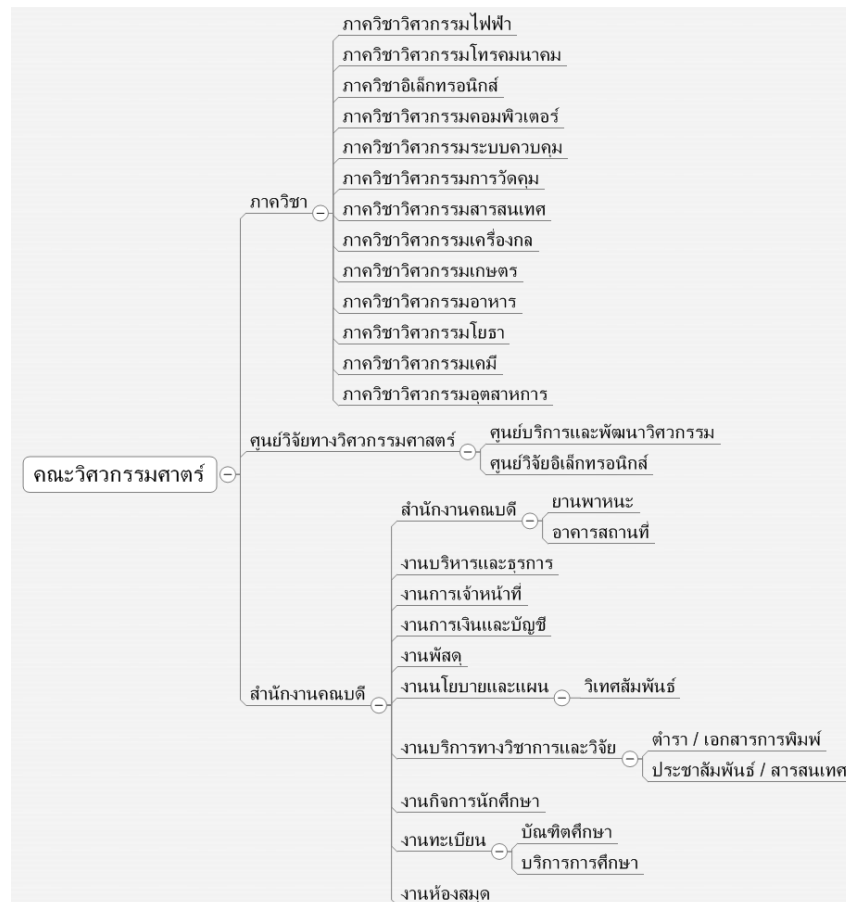 ภาควิชาวิศวกรรมไฟฟ้า
ภาควิชาวิศวกรรมโทรคมนาคม
ภาควิชาอิเล็กทรอนิกส์
ภาควิชาวิศวกรรมคอมพิวเตอร์
ภาควิชาวิศวกรรมระบบควบคุม
ภาควิชาวิศวกรรมการวัดคุม
ภาควิชา
ภาควิชาวิศวกรรมสารสนเทศ
ภาควิชาวิศวกรรมเครื่องกล
ภาควิชาวิศวกรรมเกษตร
ภาควิชาวิศวกรรมอาหาร
ภาควิชาวิศวกรรมโยธา
ภาควิชาวิศวกรรมเคมี
ภาควิชาวิศวกรรมอุตสาหการ
ศูนย์วิจัยทางวิศวกรรมศาสตร์
ศูนย์บริการและพัฒนาวิศวกรรม
ศูนย์วิจัยอิเล็กทรอนิกส์
คณะวิศวกรรมศาตร์
สำนักงานคณบดี
ยานพาหนะ
อาคารสถานที่
งานบริหารและธุรการ
งานการเจ้าหน้าที่
งานการเงินและบัญชี
งานพัสดุ
สำนักงานคณบดี
งานนโยบายและแผน
วิเทศสัมพันธ์
งานบริการทางวิชาการและวิจัย
ตำรา / เอกสารการพิมพ์
ประชาสัมพันธ์ / สารสนเทศ
งานกิจการนักศึกษา
งานทะเบียน
บัณฑิตศึกษา
บริการการศึกษา
งานห้องสมุด